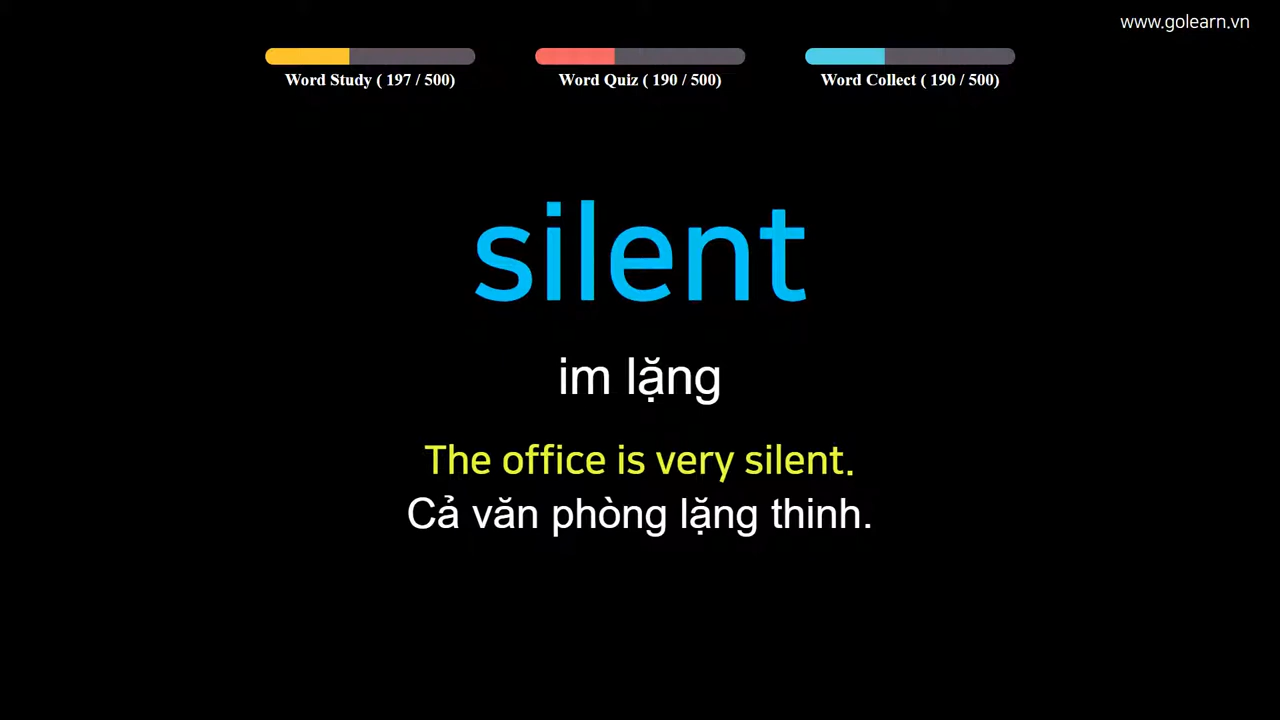 www.golearn.vn
Word Study ( 197 / 500) Word Quiz ( 190 / 500) Word Collect ( 190 / 500)
silent
im lặng
The office is very silent.
Cả văn phòng lặng thinh.